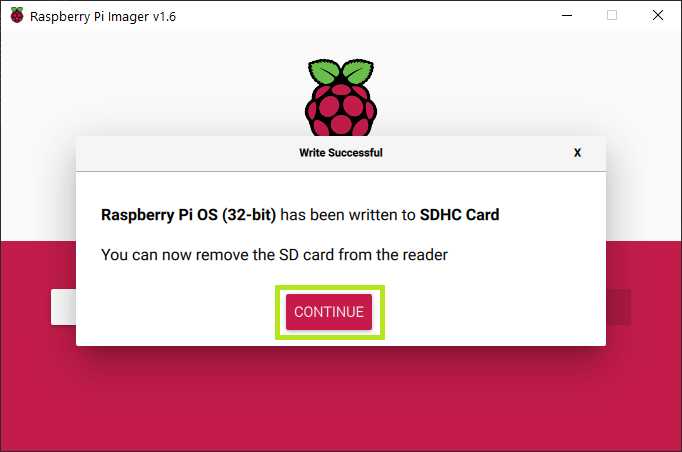 Raspberry Pi Imager v1.6
Write Successful
X
Raspberry Pi OS (32-bit) has been written to SDHC Card
You can now remove the SD card from the reader
CONTINUE